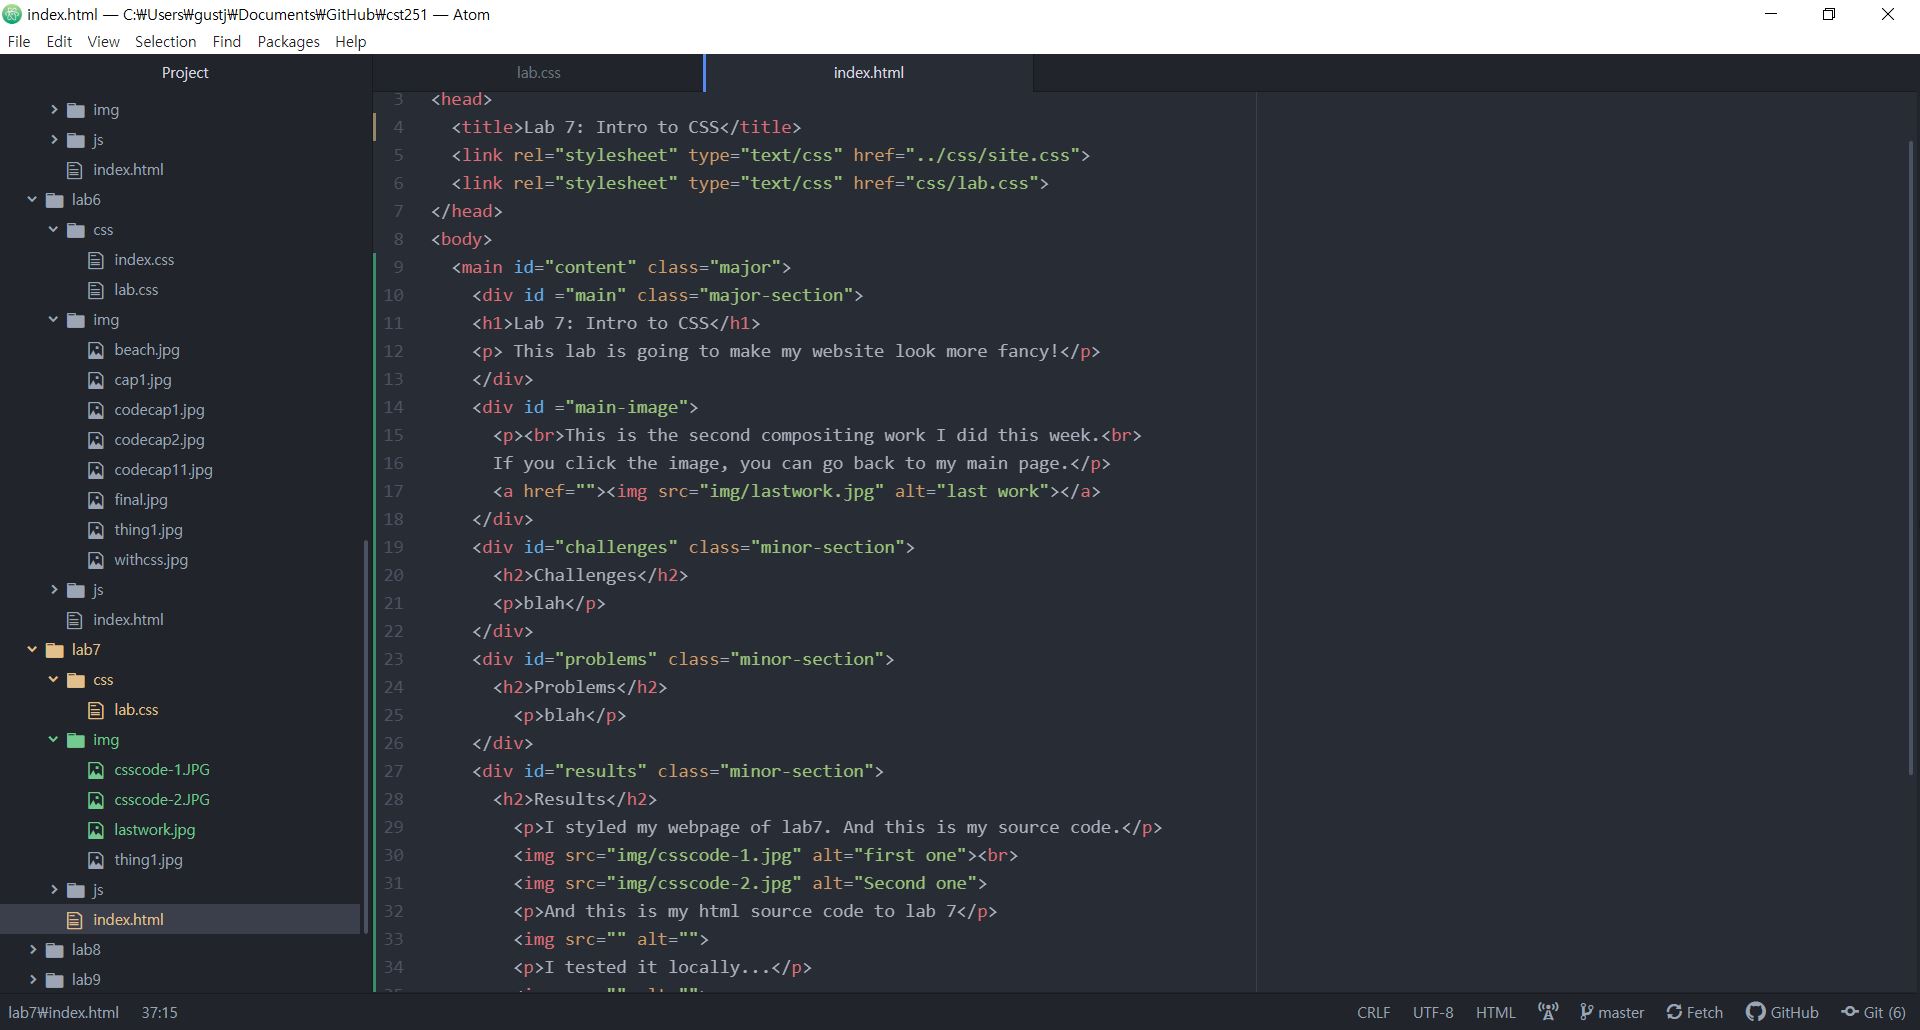 index.html — C:₩Users₩gustj₩Documents₩GitHub₩cst251 — Atom
File Edit View Selection Find Packages Help
Project
img
js
index.html
lab6
css
index.css
lab.css
img
beach.jpg
cap1.jpg
codecap1.jpg
codecap2.jpg
codecap11.jpg
final.jpg
thing1.jpg
withcss.jpg
js
index.html
lab7
css
lab.css
img
csscode-1.JPG
csscode-2.JPG
lastwork.jpg
thing1.jpg
js
index.html
lab8
lab9
lab.css index.html
3 <head>
4 <title>Lab 7: Intro to CSS</title>
5 <link rel="stylesheet" type="text/css" href="../css/site.css">
6 <link rel="stylesheet" type="text/css" href="css/lab.css">
7 </head>
8 <body>
9 <main id="content" class="major">
10 <div id ="main" class="major-section">
11 <h1>Lab 7: Intro to CSS</h1>
12 <p> This lab is going to make my website look more fancy!</p>
13 </div>
14 <div id ="main-image">
15 <p><br>This is the second compositing work I did this week.<br>
16 If you click the image, you can go back to my main page.</p>
17 <a href=""><img src="img/lastwork.jpg" alt="last work"></a>
18 </div>
19 <div id="challenges" class="minor-section">
20 <h2>Challenges</h2>
21 <p>blah</p>
22 </div>
23 <div id="problems" class="minor-section">
24 <h2>Problems</h2>
25 <p>blah</p>
26 </div>
27 <div id="results" class="minor-section">
28 <h2>Results</h2>
29 <p>I styled my webpage of lab7. And this is my source code.</p>
30 <img src="img/csscode-1.jpg" alt="first one"><br>
31 <img src="img/csscode-2.jpg" alt="Second one">
32 <p>And this is my html source code to lab 7</p>
33 <img src="" alt="">
34 <p>I tested it locally...</p>
lab7₩index.html 37:15 CRLF UTF-8 HTML master Fetch GitHub Git (6)